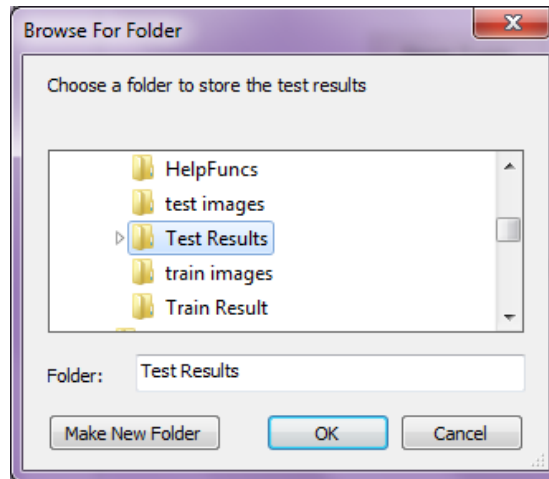 Browse For Folder
Choose a folder to store the test results
HelpFuncs
test images
Test Results
train images
Train Result
Folder: Test Results
Make New Folder OK Cancel